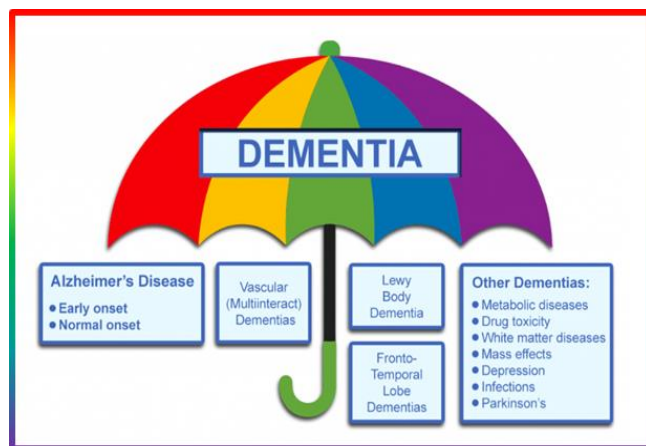 DEMENTIA
Alzheimer's Disease
● Early onset
● Normal onset
Vascular
(Multiinteract)
Dementias
Lewy
Body
Dementia
Fronto-
Temporal
Lobe
Dementias
Other Dementias:
● Metabolic diseases
● Drug toxicity
● White matter diseases
● Mass effects
● Depression
● Infections
● Parkinson's